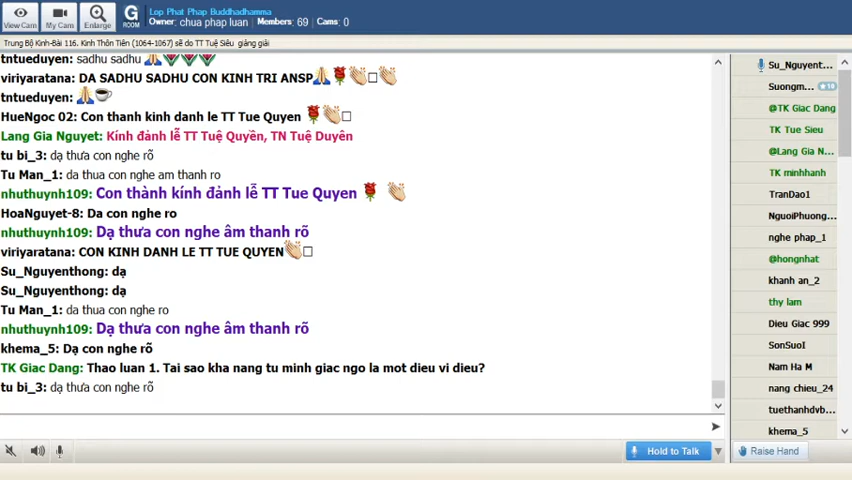 Lop Phat Phap Buddhadhamma
Owner: chua phap luan Members: 69 Cams: 0
View Cam
My Cam
Enlarge
G
ROOM
Trung Bộ Kinh-Bài 116. Kinh Thôn Tiên (1064-1067) sẽ do TT Tuệ Siêu giảng giải
tntueduyen: sadhu sadhu
viriyaratana: DA SADHU SADHU CON KINH TRI ANSP
tntueduyen:
HueNgoc 02: Con thanh kinh danh le TT Tue Quyen
Lang Gia Nguyet: Kính đảnh lễ TT Tuệ Quyền, TN Tuệ Duyên
tu bi_3: dạ thưa con nghe rõ
Tu Man_1: da thua con nghe am thanh ro
nhuthuynh109: Con thành kính đảnh lễ TT Tue Quyen
HoaNguyet-8: Da con nghe ro
nhuthuynh109: Dạ thưa con nghe âm thanh rõ
viriyaratana: CON KINH DANH LE TT TUE QUYEN
Su_Nguyenthong: dạ
Su_Nguyenthong: dạ
Tu Man_1: da thua con nghe ro
nhuthuynh109: Dạ thưa con nghe âm thanh rõ
khema_5: Dạ con nghe rõ
TK Giac Dang: Thao luan 1. Tai sao kha nang tu minh giac ngo la mot dieu vi dieu?
tu bi_3: dạ thưa con nghe rõ
Su_Nguyent...
Suongm... 10
@TK Giac Dang
TK Tue Sieu
@Lang Gia N...
TK minhhanh
TranDao1
NguoiPhuong...
nghe phap_1
@hongnhat
khanh an_2
thy lam
Dieu Giac 999
SonSuoI
Nam Ha M
nang chieu_24
tuethanhdvb...
khema_5
Hold to Talk
Raise Hand